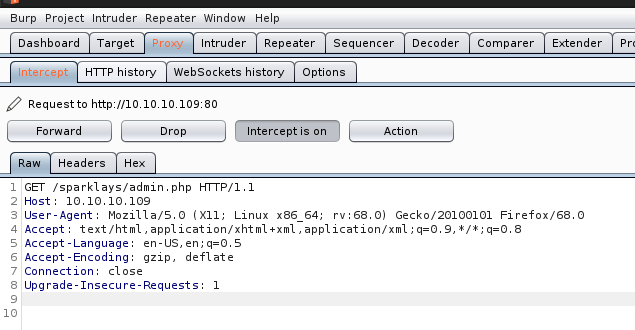 Burp Project Intruder Repeater Window Help
Dashboard Target Proxy Intruder Repeater Sequencer Decoder Comparer Extender
Intercept HTTP history WebSockets history Options
Request to http://10.10.10.109:80
Forward Drop Intercept is on Action
Raw Headers Hex
1 GET /sparklays/admin.php HTTP/1.1
2 Host: 10.10.10.109
3 User-Agent: Mozilla/5.0 (X11; Linux x86_64; rv:68.0) Gecko/20100101 Firefox/68.0
4 Accept: text/html,application/xhtml+xml,application/xml;q=0.9,*/*;q=0.8
5 Accept-Language: en-US,en;q=0.5
6 Accept-Encoding: gzip, deflate
7 Connection: close
8 Upgrade-Insecure-Requests: 1
9
10